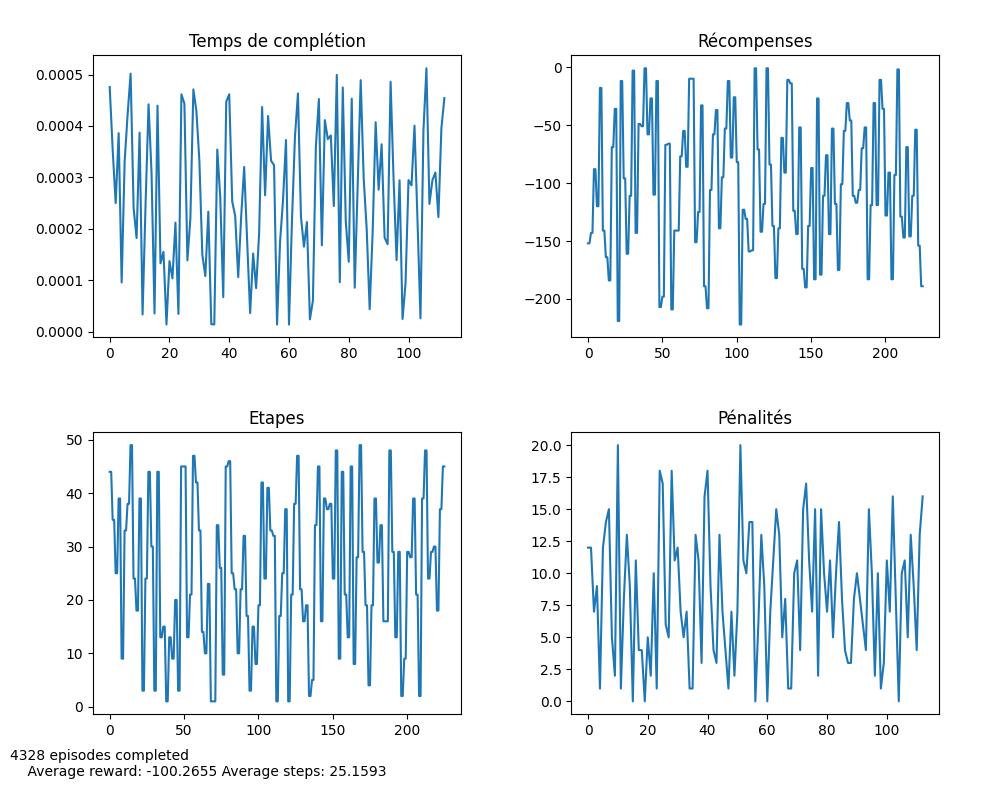 Temps de complétion
0.0005
0.0004
0.0003
0.0002
0.0001
0.0000
0 20 40 60 80 100
Récompenses
0
−50
−100
−150
−200
0 50 100 150 200
Etapes
50
40
30
20
10
0
0 50 100 150 200
Pénalités
20.0
17.5
15.0
12.5
10.0
7.5
5.0
2.5
0.0
0 20 40 60 80 100
4328 episodes completed
Average reward: -100.2655 Average steps: 25.1593